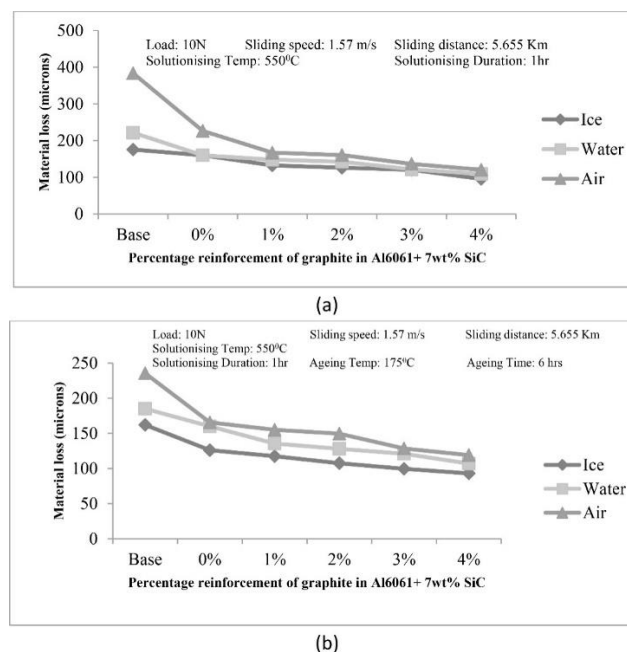 Load: 10N Sliding speed: 1.57 m/s Sliding distance: 5.655 Km
Solutionising Temp: 550⁰C Solutionising Duration: 1hr
500
400
300
200
100
0
Material loss (microns)
Ice
Water
Air
Base 0% 1% 2% 3% 4%
Percentage reinforcement of graphite in Al6061+ 7wt% SiC
(a)
Load: 10N Sliding speed: 1.57 m/s Sliding distance: 5.655 Km
Solutionising Temp: 550⁰C
Solutionising Duration: 1hr Ageing Temp: 175⁰C Ageing Time: 6 hrs
250
200
150
100
50
0
Material loss (microns)
Ice
Water
Air
Base 0% 1% 2% 3% 4%
Percentage reinforcement of graphite in Al6061+ 7wt% SiC
(b)